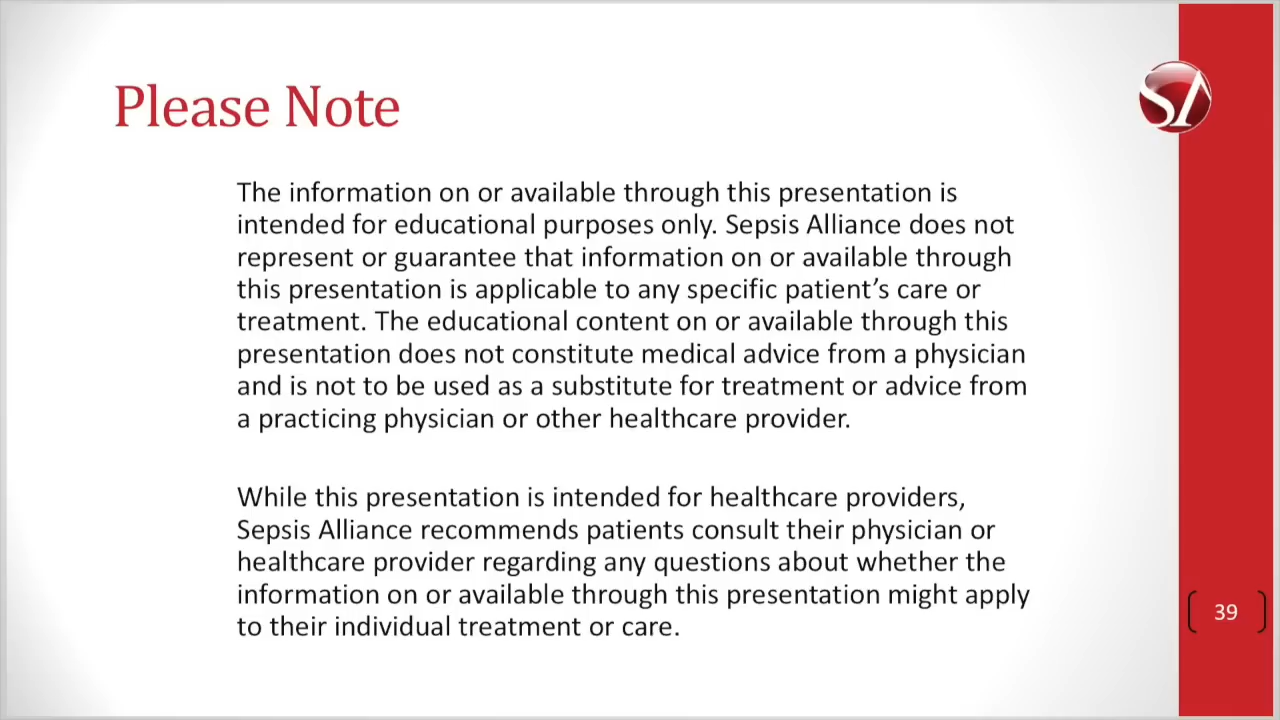 Please Note
SA
The information on or available through this presentation is
intended for educational purposes only. Sepsis Alliance does not
represent or guarantee that information on or available through
this presentation is applicable to any specific patient’s care or
treatment. The educational content on or available through this
presentation does not constitute medical advice from a physician
and is not to be used as a substitute for treatment or advice from
a practicing physician or other healthcare provider.
While this presentation is intended for healthcare providers,
Sepsis Alliance recommends patients consult their physician or
healthcare provider regarding any questions about whether the
information on or available through this presentation might apply
to their individual treatment or care.
39